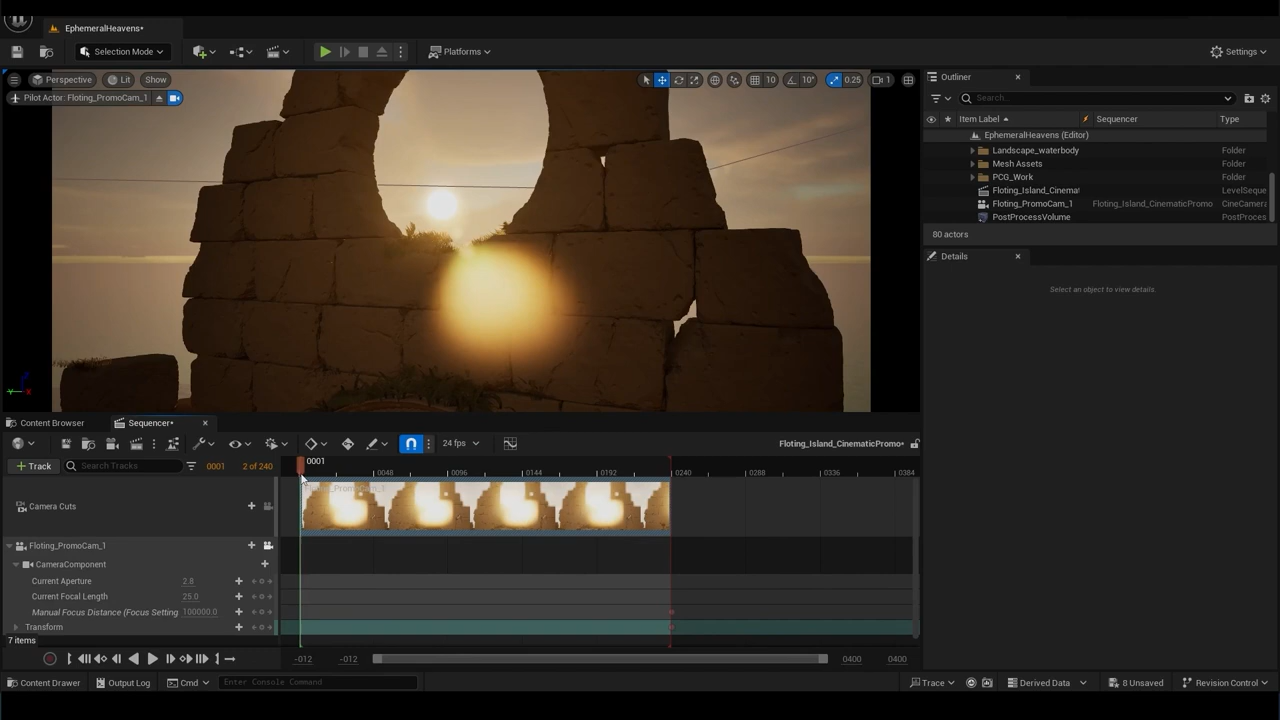 EphemeralHeavens*
Selection Mode
Platforms
Settings
Perspective
Lit
Show
10
10°
0.25
1
Pilot Actor: Floting_PromoCam_1
Outliner
Search...
Item Label
Sequencer
Type
EphemeralHeavens (Editor)
Landscape_waterbody
Folder
Mesh Assets
Folder
PCG_Work
Folder
Floting_Island_Cinemat
LevelSeque
Floting_PromoCam_1
Floting_Island_CinematicPromo
CineCamera
PostProcessVolume
PostProces
80 actors
Details
Select an object to view details.
Content Browser
Sequencer*
24 fps
Floting_Island_CinematicPromo*
Track
Search Tracks
0001
2 of 240
0001
0048
0096
0144
0192
0240
0288
0336
0384
Floting_PromoCam_1
Camera Cuts
Floting_PromoCam_1
CameraComponent
Current Aperture
2.8
Current Focal Length
25.0
Manual Focus Distance (Focus Setting
100000.0
Transform
7 items
-012
-012
0400
0400
Content Drawer
Output Log
Cmd
Enter Console Command
Trace
Derived Data
8 Unsaved
Revision Control